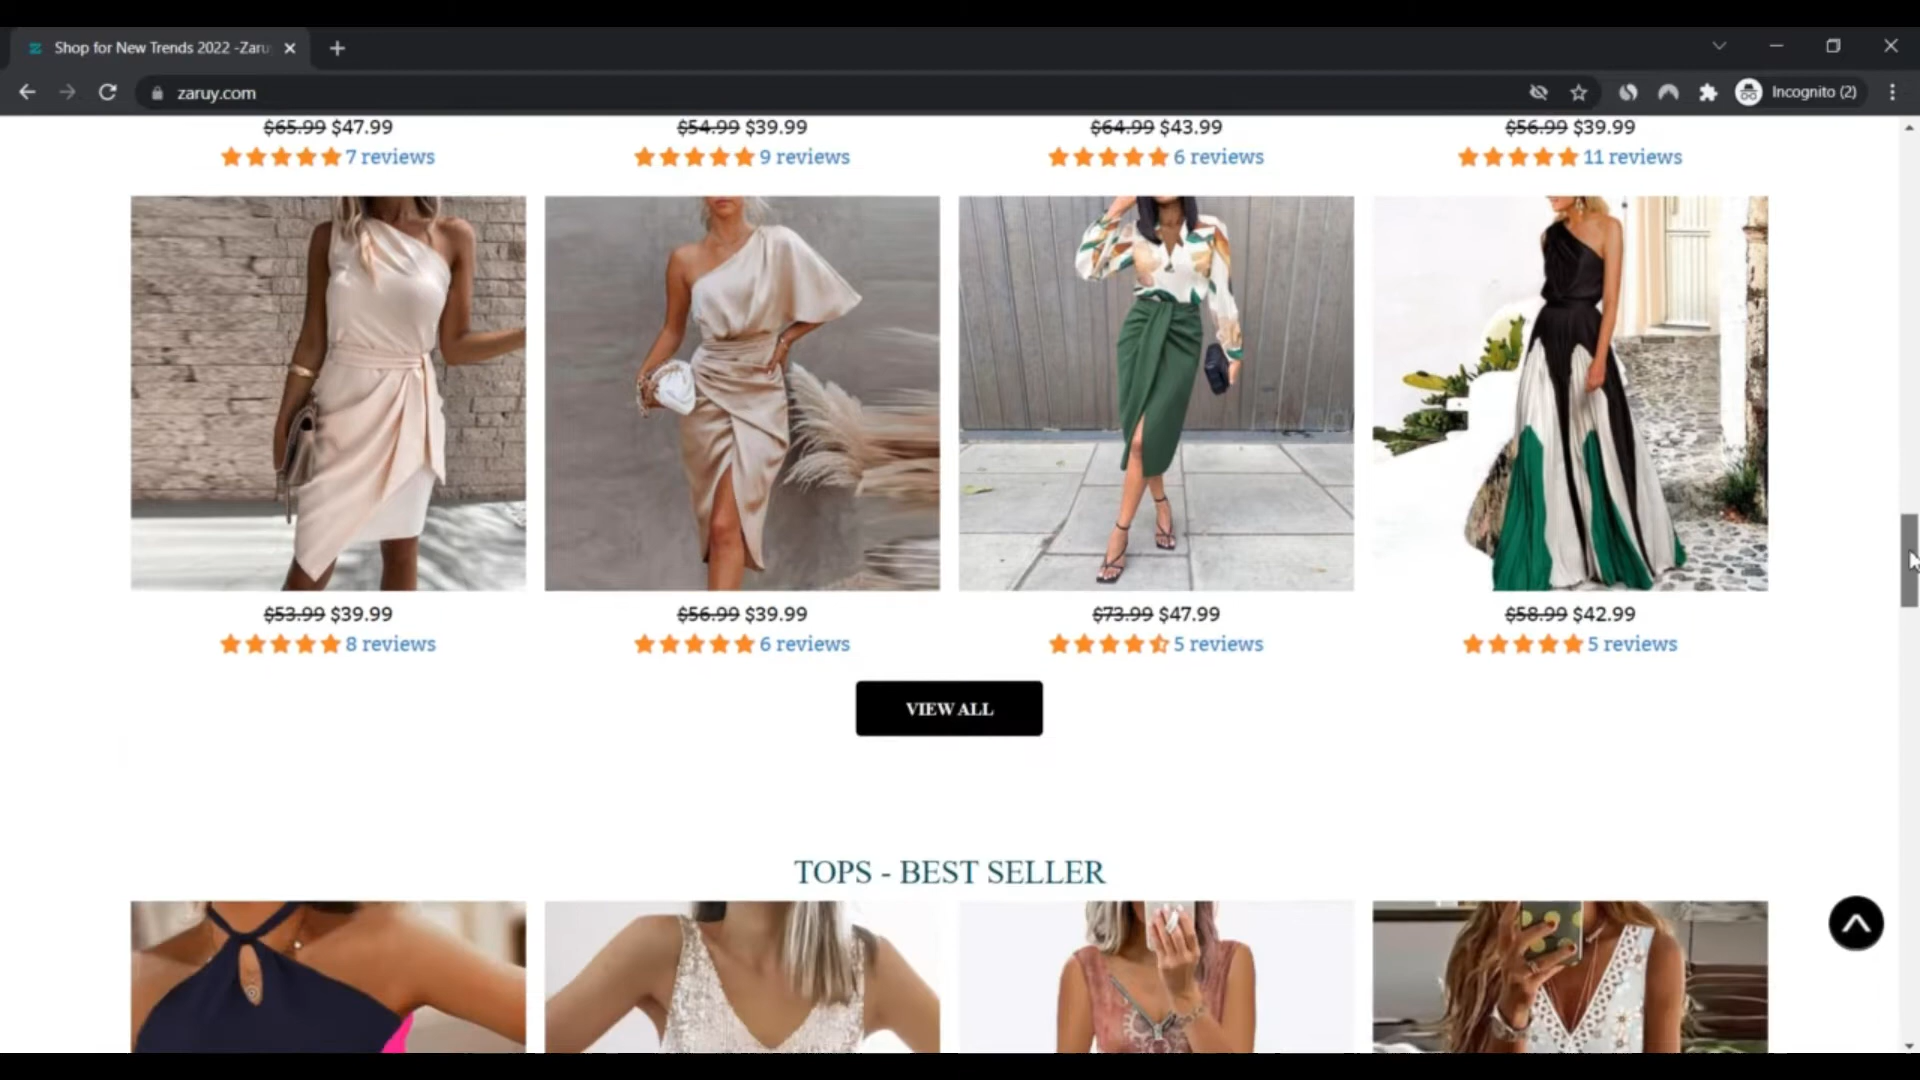 Shop for New Trends 2022 -Zaru
zaruy.com
Incognito (2)
$65.99 $47.99
7 reviews
$54.99 $39.99
9 reviews
$64.99 $43.99
6 reviews
$56.99 $39.99
11 reviews
$53.99 $39.99
8 reviews
$56.99 $39.99
6 reviews
$73.99 $47.99
5 reviews
$58.99 $42.99
5 reviews
VIEW ALL
TOPS - BEST SELLER